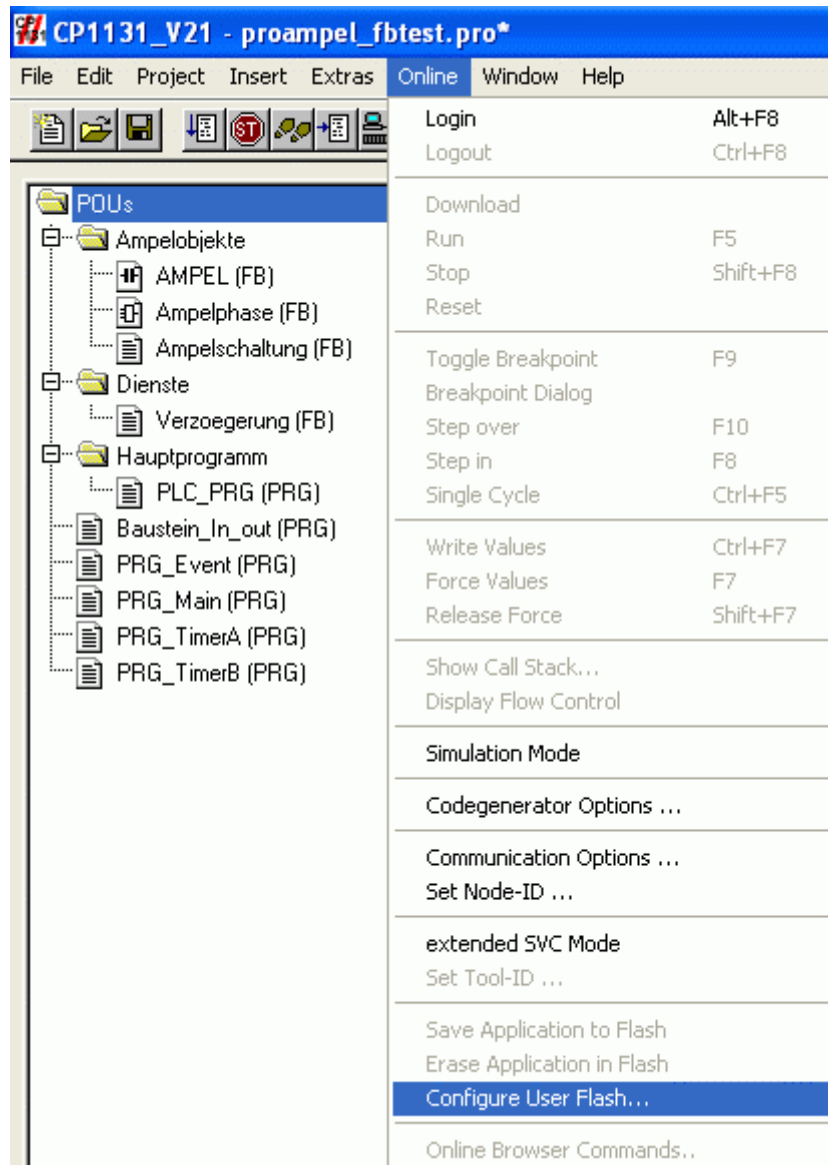 CP1131_V21 - proampel_fbtest.pro*
File Edit Project Insert Extras Online Window Help
ST
POUs
Ampelobjekte
AMPEL (FB)
Ampelphase (FB)
Ampelschaltung (FB)
Dienste
Verzoegerung (FB)
Hauptprogramm
PLC_PRG (PRG)
Baustein_In_out (PRG)
PRG_Event (PRG)
PRG_Main (PRG)
PRG_TimerA (PRG)
PRG_TimerB (PRG)
Login Alt+F8
Logout Ctrl+F8
Download
Run F5
Stop Shift+F8
Reset
Toggle Breakpoint F9
Breakpoint Dialog
Step over F10
Step in F8
Single Cycle Ctrl+F5
Write Values Ctrl+F7
Force Values F7
Release Force Shift+F7
Show Call Stack...
Display Flow Control
Simulation Mode
Codegenerator Options ...
Communication Options ...
Set Node-ID ...
extended SVC Mode
Set Tool-ID ...
Save Application to Flash
Erase Application in Flash
Configure User Flash...
Online Browser Commands..